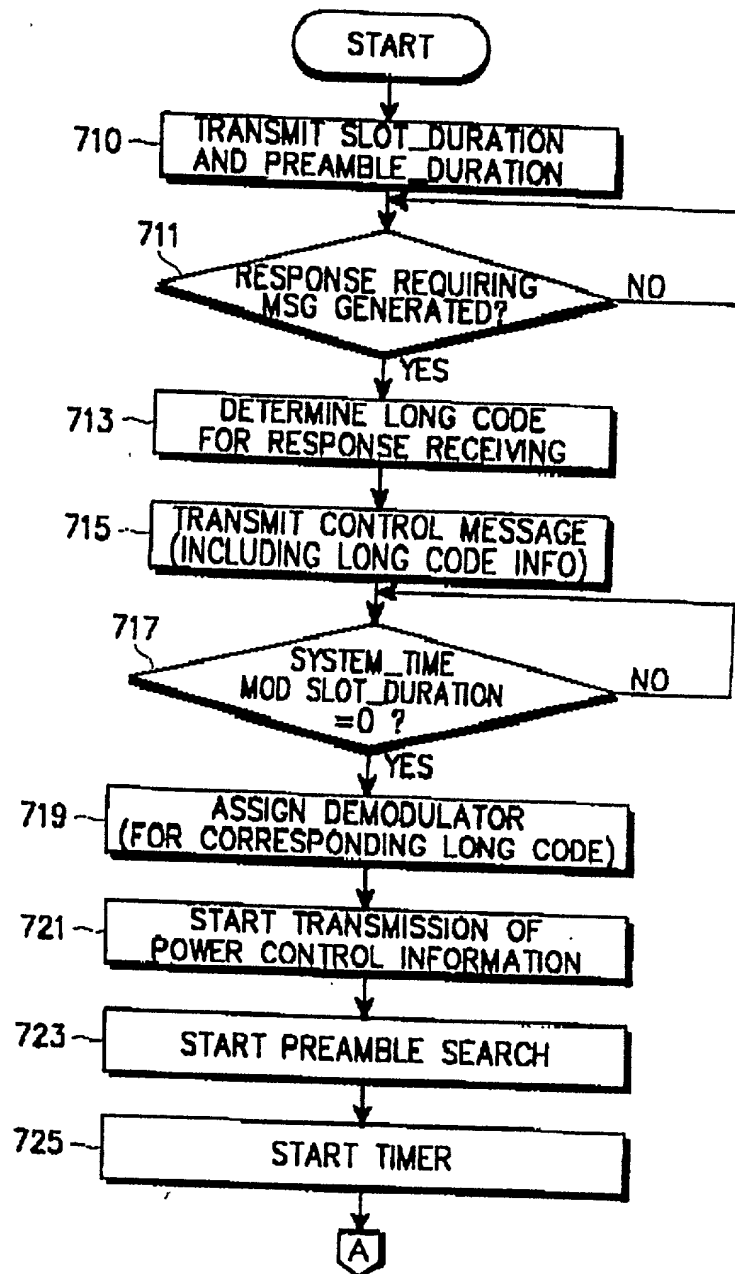 START
710
TRANSMIT SLOT_DURATION
AND PREAMBLE_DURATION
711
RESPONSE REQUIRING
MSG GENERATED?
NO
YES
713
DETERMINE LONG CODE
FOR RESPONSE RECEIVING
715
TRANSMIT CONTROL MESSAGE
(INCLUDING LONG CODE INFO)
717
SYSTEM_TIME
MOD SLOT_DURATION
=0 ?
NO
YES
719
ASSIGN DEMODULATOR
(FOR CORRESPONDING LONG CODE)
721
START TRANSMISSION OF
POWER CONTROL INFORMATION
723
START PREAMBLE SEARCH
725
START TIMER
A